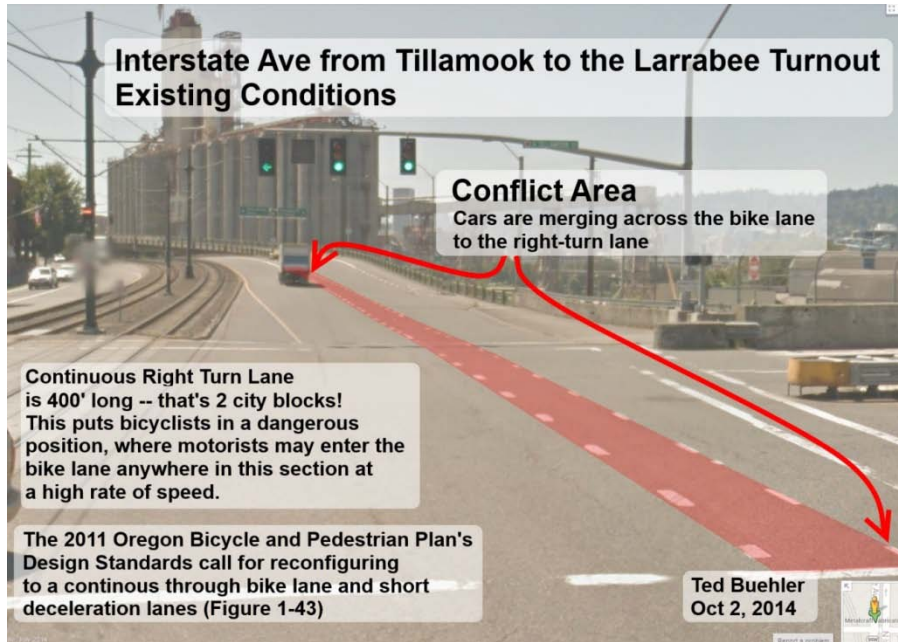 Interstate Ave from Tillamook to the Larrabee Turnout
Existing Conditions
Conflict Area
Cars are merging across the bike lane
to the right-turn lane
Continuous Right Turn Lane
is 400' long -- that's 2 city blocks!
This puts bicyclists in a dangerous
position, where motorists may enter the
bike lane anywhere in this section at
a high rate of speed.
The 2011 Oregon Bicycle and Pedestrian Plan's
Design Standards call for reconfiguring
to a continous through bike lane and short
deceleration lanes (Figure 1-43)
Ted Buehler
Oct 2, 2014
Report a problem